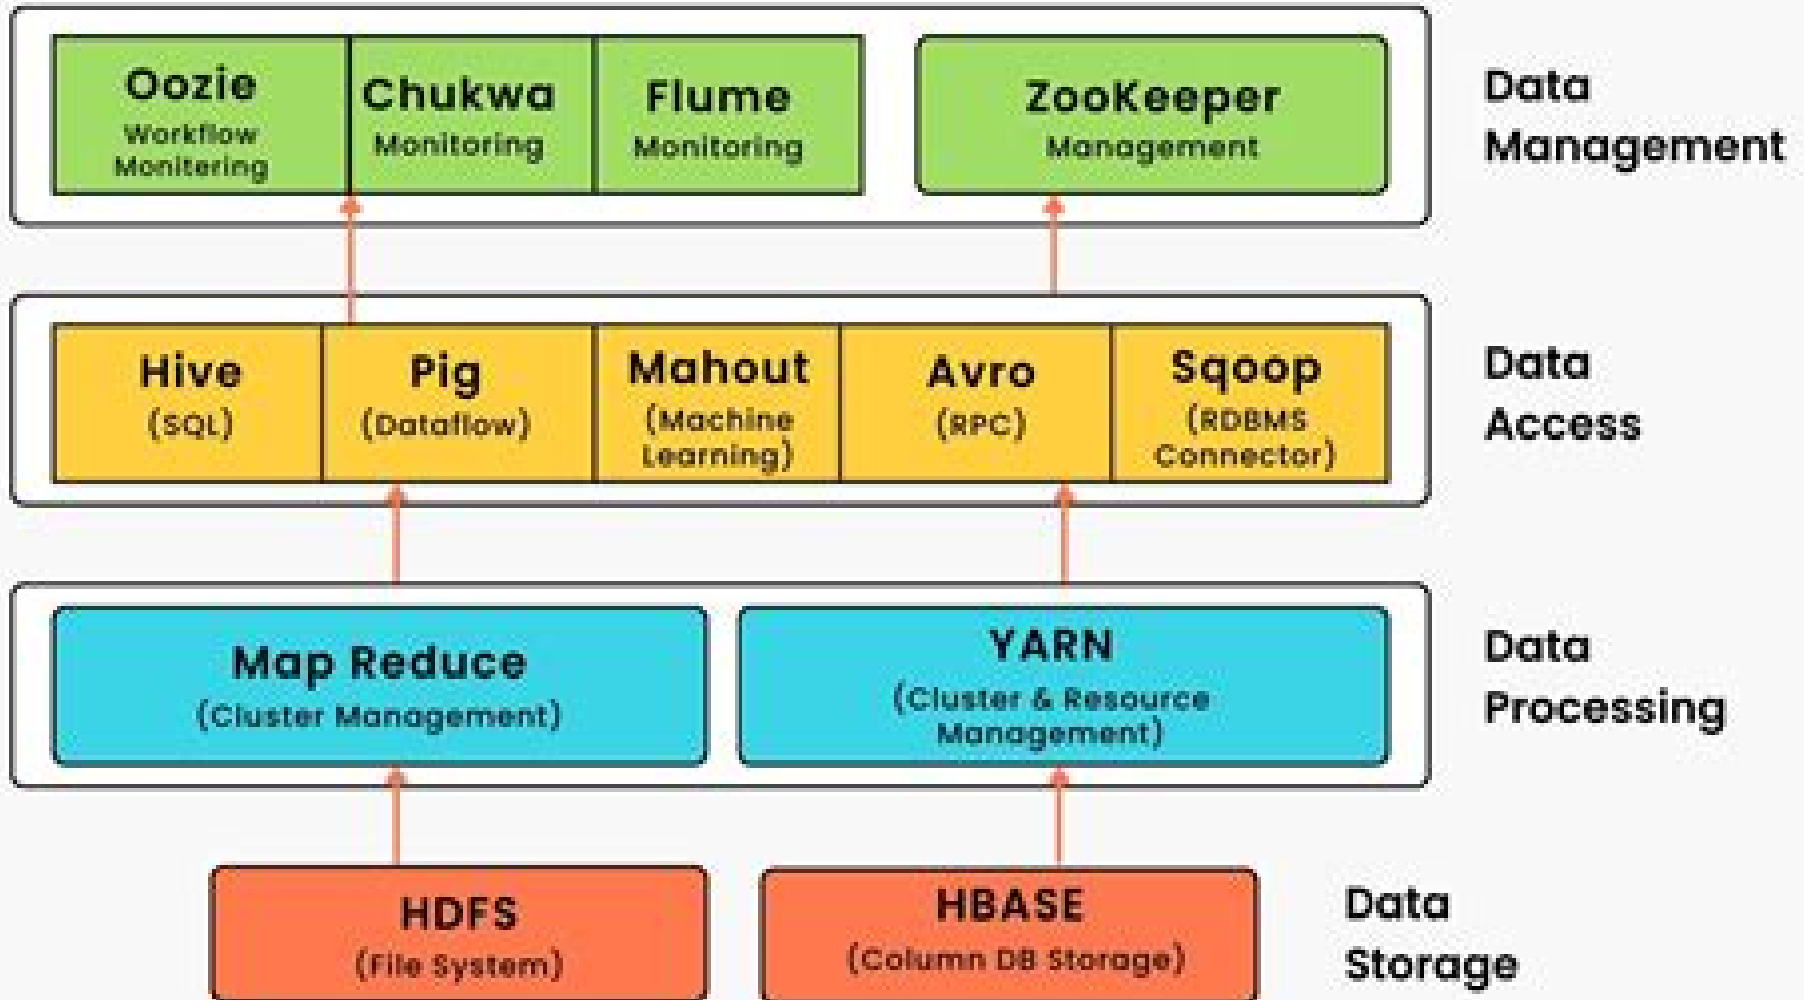 Oozie
Workflow
Monitering
Chukwa
Monitoring
Flume
Monitoring
ZooKeeper
Management
Data
Management
Hive
(SQL)
Pig
(Dataflow)
Mahout
(Machine
Learning)
Avro
(RPC)
Sqoop
(RDBMS
Connector)
Data
Access
Map Reduce
(Cluster Management)
YARN
(Cluster & Resource
Management)
Data
Processing
HDFS
(File System)
HBASE
(Column DB Storage)
Data
Storage